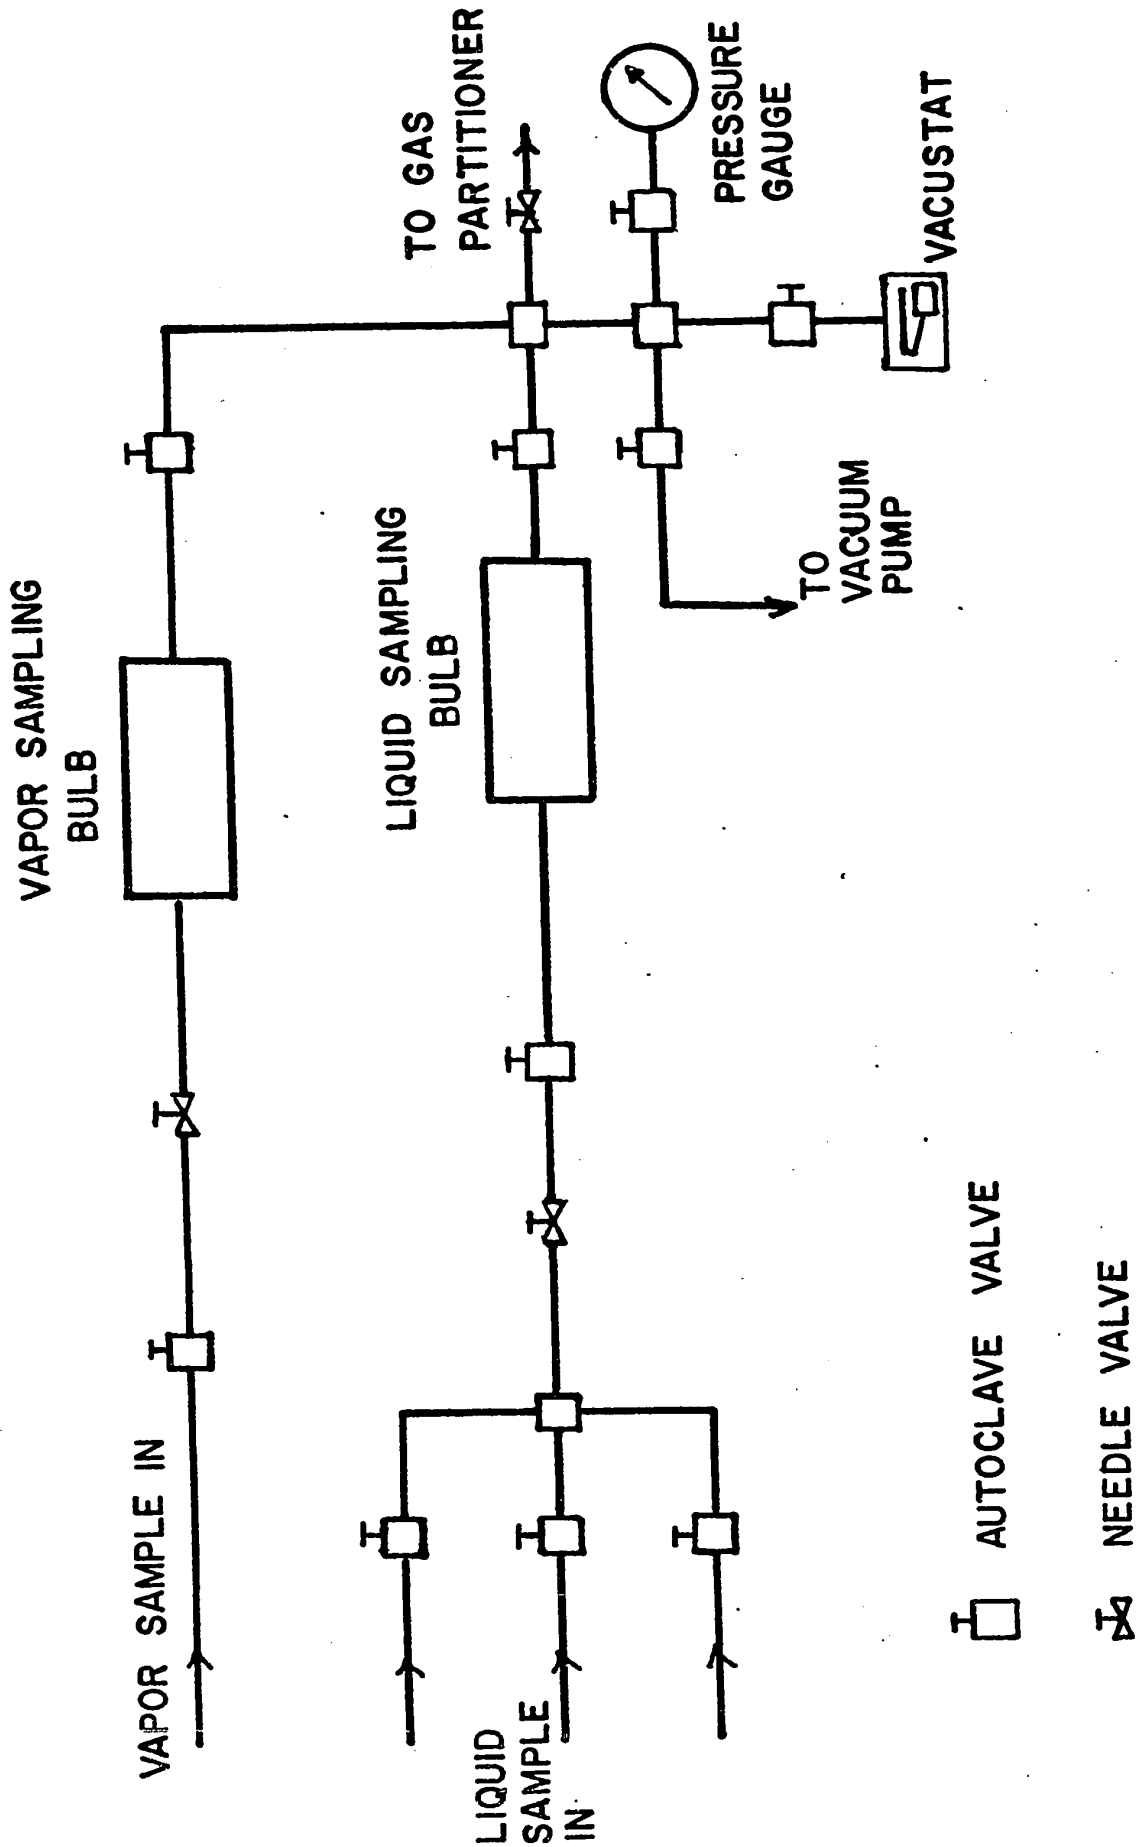 VAPOR SAMPLING
BULB
VAPOR SAMPLE IN
LIQUID SAMPLING
BULB
TO GAS
PARTITIONER
LIQUID
SAMPLE
IN
PRESSURE
GAUGE
TO
VACUUM
PUMP
VACUSTAT
AUTOCLAVE VALVE
NEEDLE VALVE